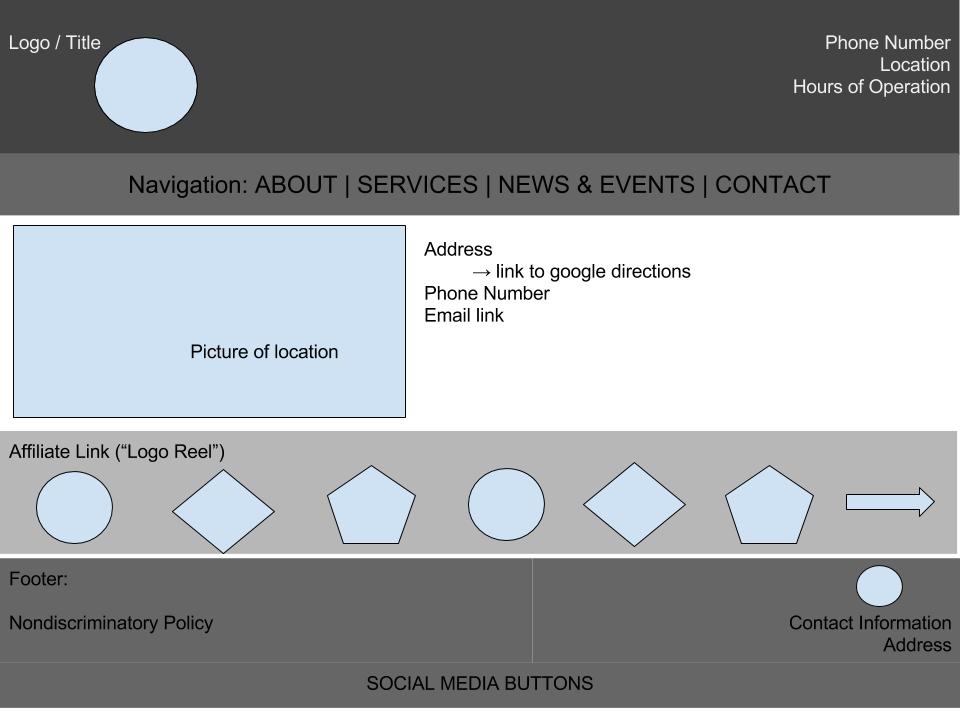 Logo / Title
Phone Number
Location
Hours of Operation
Navigation: ABOUT | SERVICES | NEWS & EVENTS | CONTACT
Picture of location
Address
→ link to google directions
Phone Number
Email link
Affiliate Link (“Logo Reel”)
Footer:
Nondiscriminatory Policy
Contact Information
Address
SOCIAL MEDIA BUTTONS